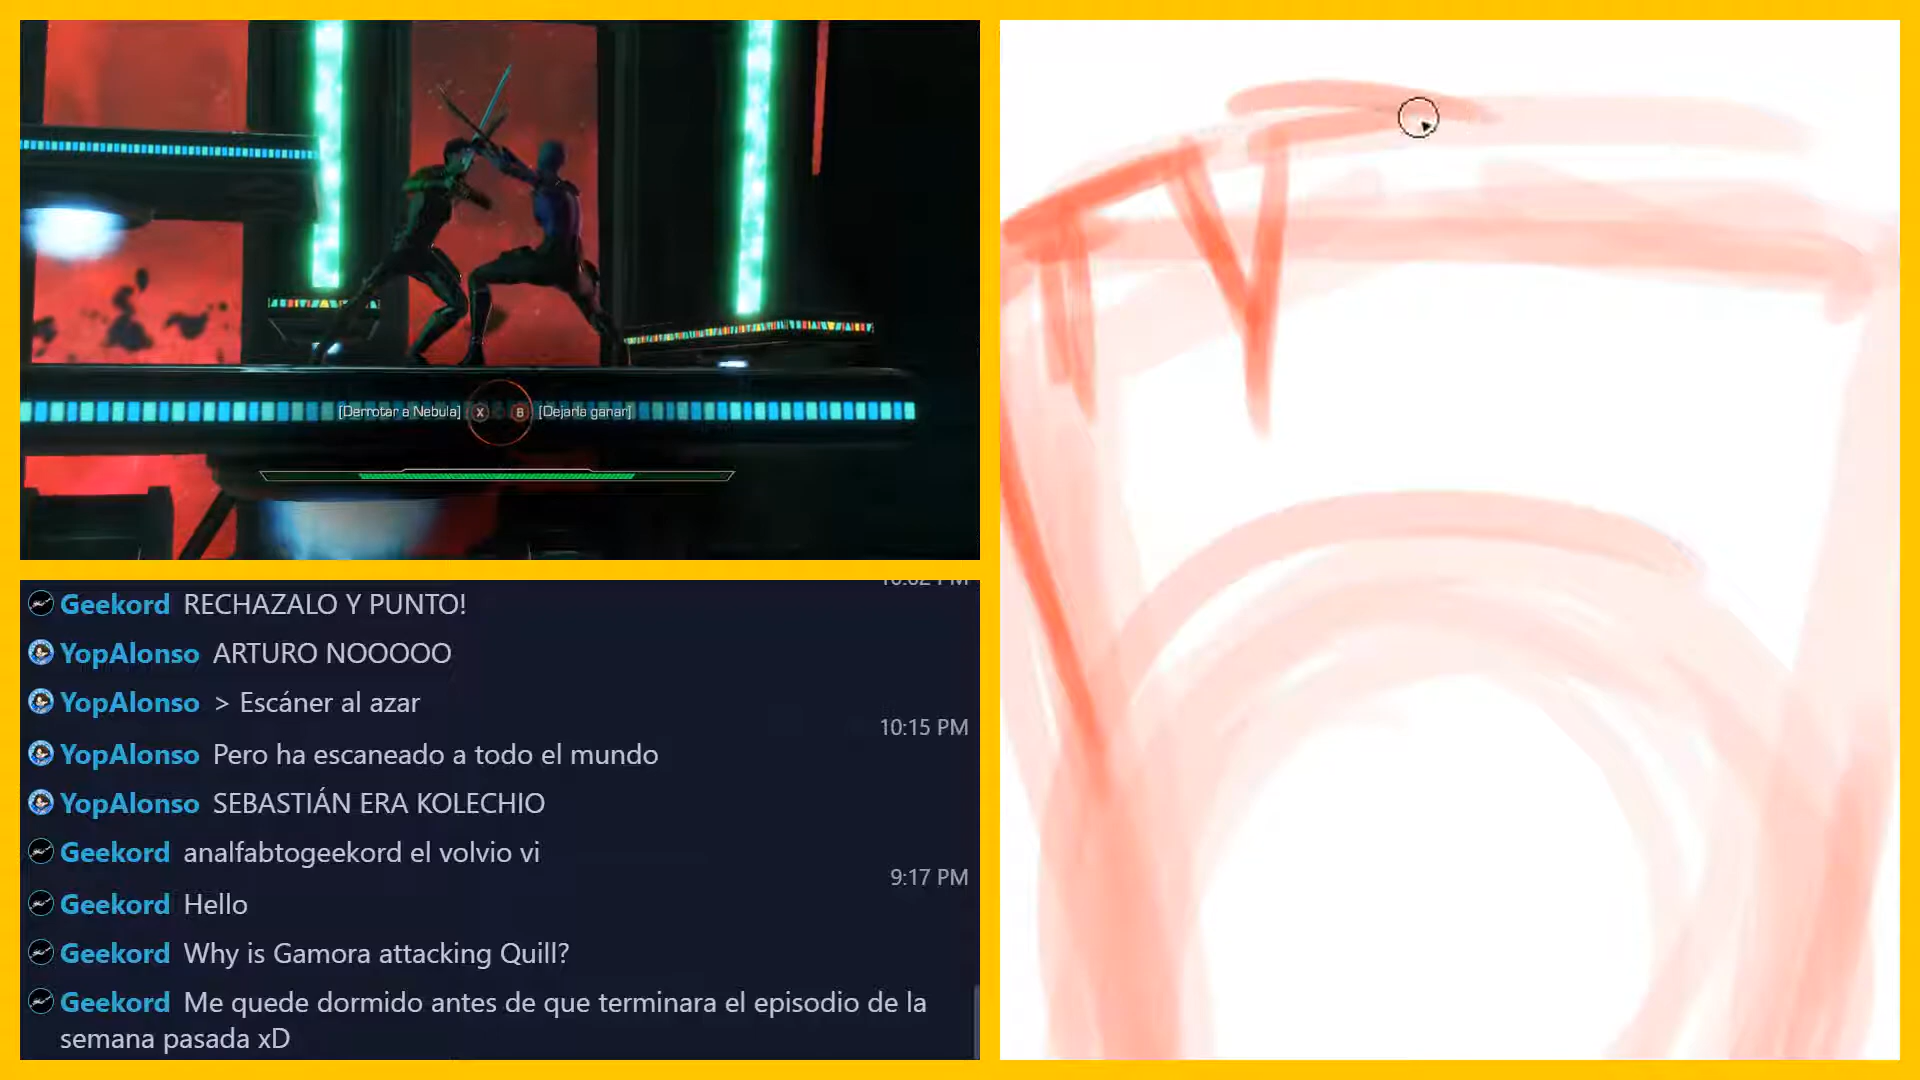 [Derrotar a Nebula] X B [Dejarla ganar]
Geekord RECHAZALO Y PUNTO!
YopAlonso ARTURO NOOOOO
YopAlonso > Escáner al azar
10:15 PM
YopAlonso Pero ha escaneado a todo el mundo
YopAlonso SEBASTIÁN ERA KOLECHIO
Geekord analfabtogeekord el volvio vi
9:17 PM
Geekord Hello
Geekord Why is Gamora attacking Quill?
Geekord Me quede dormido antes de que terminara el episodio de la
semana pasada xD